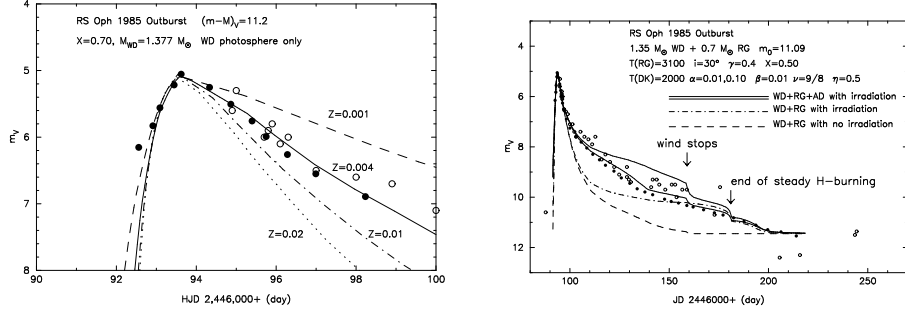 RS Oph 1985 Outburst (m−M)V=11.2
X=0.70, MWD=1.377 M⊙ WD photosphere only
Z=0.001
Z=0.004
Z=0.02
Z=0.01
mv
4
5
6
7
8
90 92 94 96 98 100
HJD 2,446,000+ (day)
RS Oph 1985 Outburst
1.35 M⊙ WD + 0.7 M⊙ RG m0=11.09
T(RG)=3100 i=30° γ=0.4 X=0.50
T(DK)=2000 α=0.01,0.10 β=0.01 ν=9/8 η=0.5
WD+RG+AD with irradiation
WD+RG with irradiation
WD+RG with no irradiation
wind stops
end of steady H-burning
mv
4
6
8
10
12
100 150 200 250
JD 2446000+ (day)